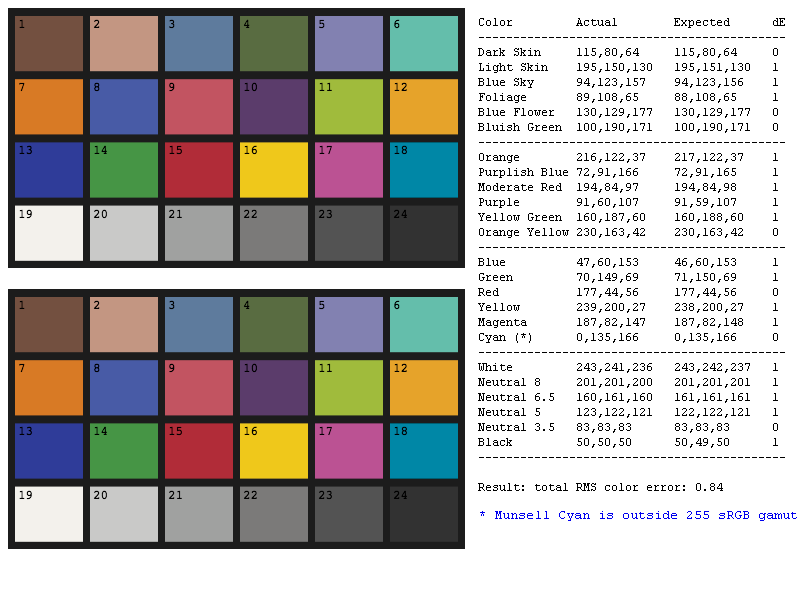 1 2 3 4 5 6
7 8 9 10 11 12
13 14 15 16 17 18
19 20 21 22 23 24
1 2 3 4 5 6
7 8 9 10 11 12
13 14 15 16 17 18
19 20 21 22 23 24
Color Actual Expected dE
Dark Skin 115,80,64 115,80,64 0
Light Skin 195,150,130 195,151,130 1
Blue Sky 94,123,157 94,123,156 1
Foliage 89,108,65 88,108,65 1
Blue Flower 130,129,177 130,129,177 0
Bluish Green 100,190,171 100,190,171 0
Orange 216,122,37 217,122,37 1
Purplish Blue 72,91,166 72,91,165 1
Moderate Red 194,84,97 194,84,98 1
Purple 91,60,107 91,59,107 1
Yellow Green 160,187,60 160,188,60 1
Orange Yellow 230,163,42 230,163,42 0
Blue 47,60,153 46,60,153 1
Green 70,149,69 71,150,69 1
Red 177,44,56 177,44,56 0
Yellow 239,200,27 238,200,27 1
Magenta 187,82,147 187,82,148 1
Cyan (*) 0,135,166 0,135,166 0
White 243,241,236 243,242,237 1
Neutral 8 201,201,200 201,201,201 1
Neutral 6.5 160,161,160 161,161,161 1
Neutral 5 123,122,121 122,122,121 1
Neutral 3.5 83,83,83 83,83,83 0
Black 50,50,50 50,49,50 1
Result: total RMS color error: 0.84
* Munsell Cyan is outside 255 sRGB gamut